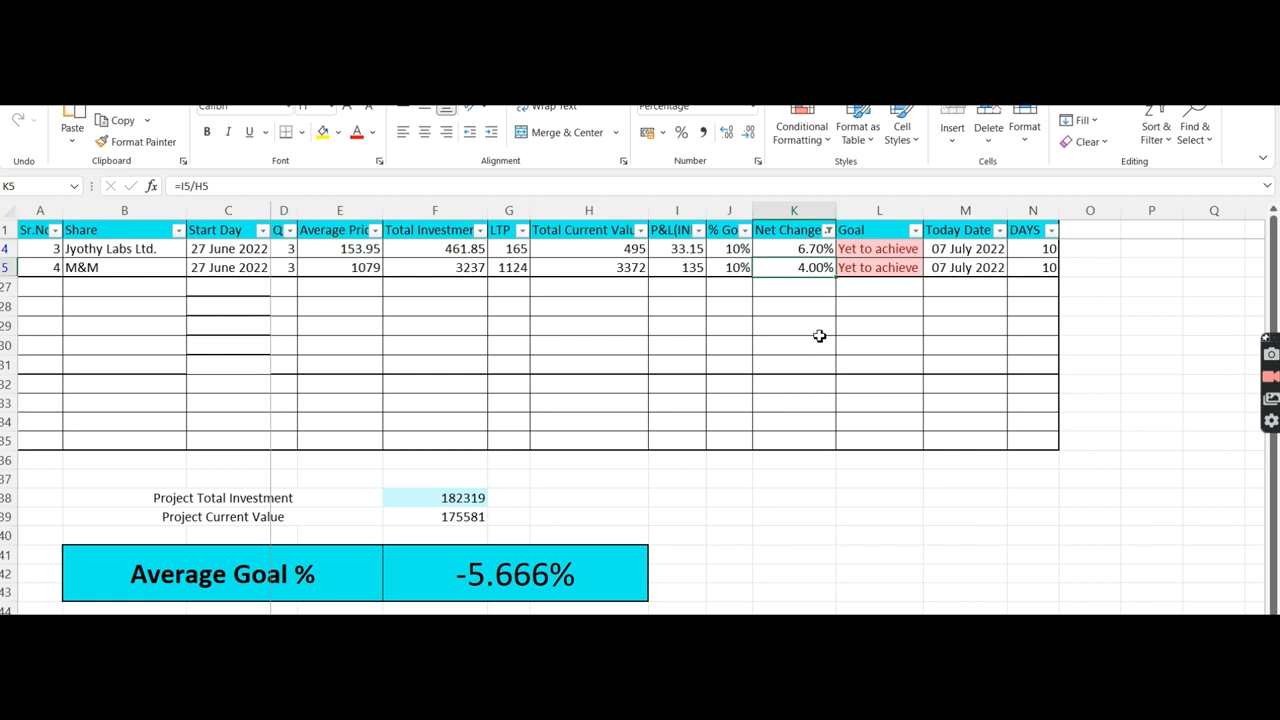 Calibri 11 Wrap Text Percentage
Paste Copy Format Painter B I U Merge & Center % Conditional Formatting Format as Table Cell Styles Insert Delete Format Fill Clear Sort & Filter Find & Select
Undo Clipboard Font Alignment Number Styles Cells Editing
K5 fx =I5/H5
A B C D E F G H I J K L M N O P Q
1 Sr.No Share Start Day Q Average Pric Total Investmen LTP Total Current Valu P&L(IN % Go Net Change Goal Today Date DAYS
4 3 Jyothy Labs Ltd. 27 June 2022 3 153.95 461.85 165 495 33.15 10% 6.70% Yet to achieve 07 July 2022 10
5 4 M&M 27 June 2022 3 1079 3237 1124 3372 135 10% 4.00% Yet to achieve 07 July 2022 10
27
28
29
30
31
32
33
34
35
36
37
38 Project Total Investment 182319
39 Project Current Value 175581
40
41
42 Average Goal % -5.666%
43
44